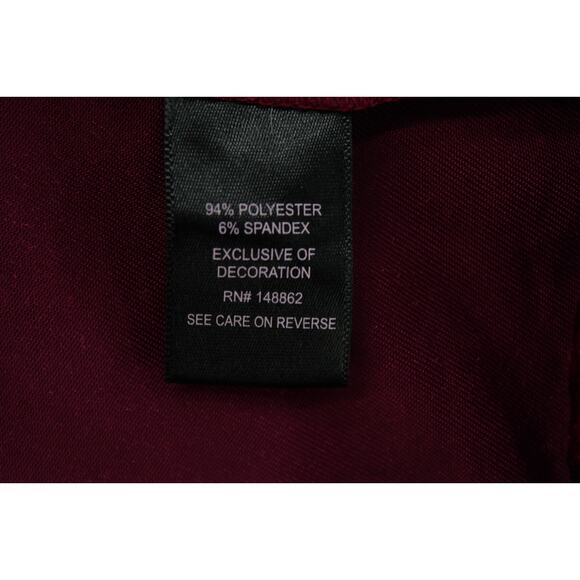 94% POLYESTER
6% SPANDEX
EXCLUSIVE OF
DECORATION
RN# 148862
SEE CARE ON REVERSE